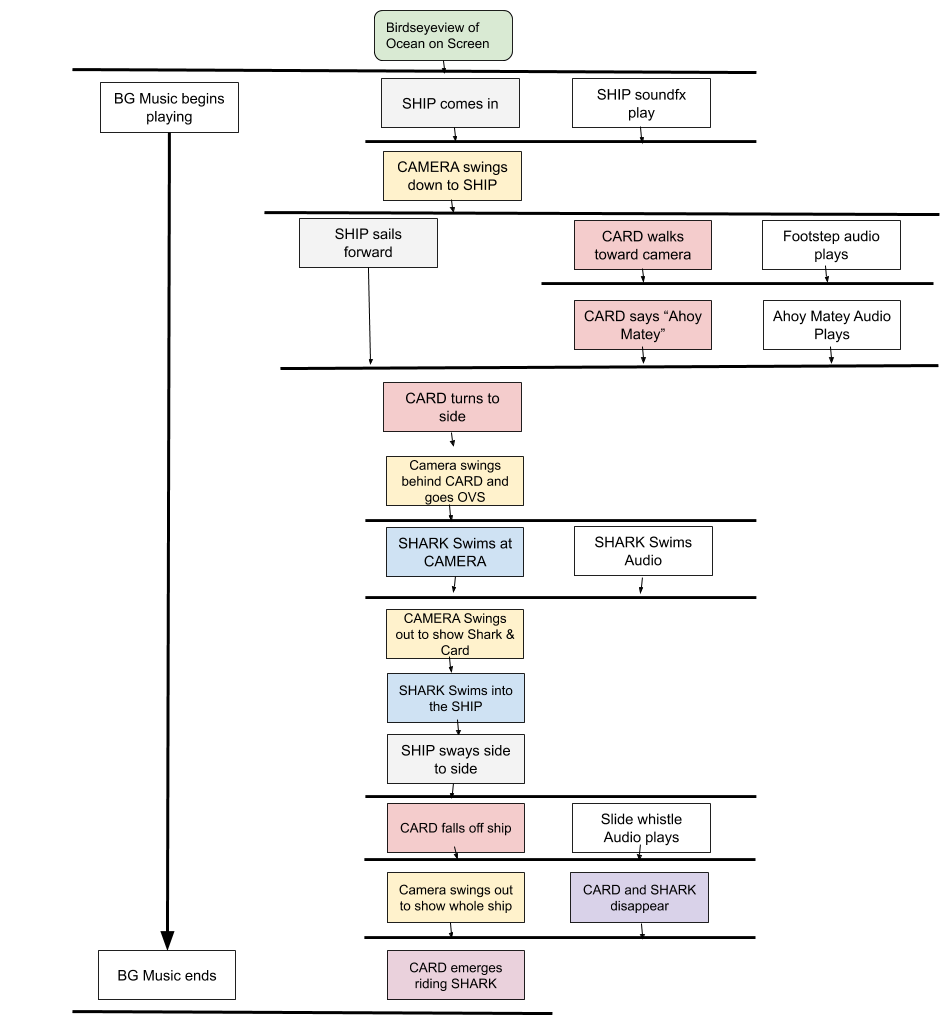 Birdseyeview of
Ocean on Screen
BG Music begins
playing
SHIP comes in
SHIP soundfx
play
CAMERA swings
down to SHIP
SHIP sails
forward
CARD walks
toward camera
Footstep audio
plays
CARD says “Ahoy
Matey”
Ahoy Matey Audio
Plays
CARD turns to
side
Camera swings
behind CARD and
goes OVS
SHARK Swims at
CAMERA
SHARK Swims
Audio
CAMERA Swings
out to show Shark &
Card
SHARK Swims into
the SHIP
SHIP sways side
to side
CARD falls off ship
Slide whistle
Audio plays
Camera swings out
to show whole ship
CARD and SHARK
disappear
BG Music ends
CARD emerges
riding SHARK